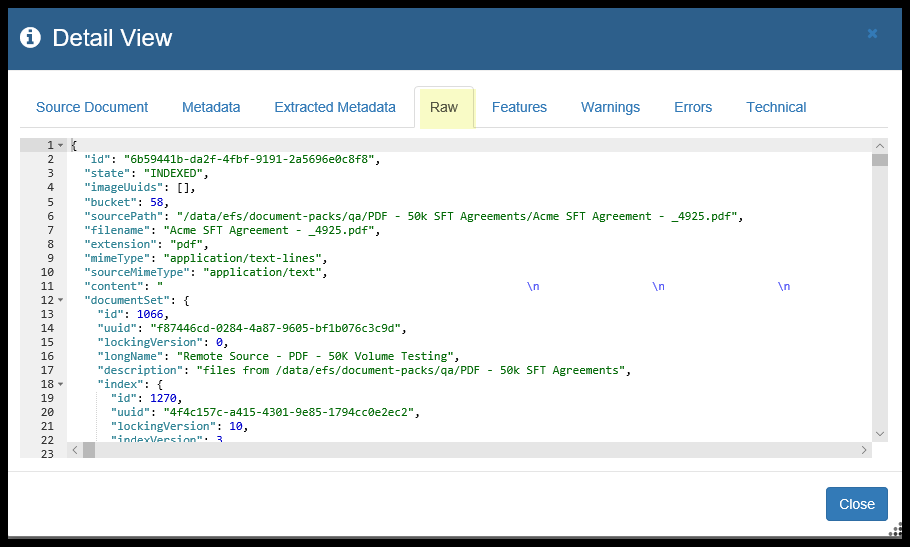 Detail View
Source Document Metadata Extracted Metadata Raw Features Warnings Errors Technical
1 {
2 "id": "6b59441b-da2f-4fbf-9191-2a5696e0c8f8",
3 "state": "INDEXED",
4 "imageUuids": [],
5 "bucket": 58,
6 "sourcePath": "/data/efs/document-packs/qa/PDF - 50k SFT Agreements/Acme SFT Agreement - _4925.pdf",
7 "filename": "Acme SFT Agreement - _4925.pdf",
8 "extension": "pdf",
9 "mimeType": "application/text-lines",
10 "sourceMimeType": "application/text",
11 "content": " \n \n \n
12 "documentSet": {
13 "id": 1066,
14 "uuid": "f87446cd-0284-4a87-9605-bf1b076c3c9d",
15 "lockingVersion": 0,
16 "longName": "Remote Source - PDF - 50K Volume Testing",
17 "description": "files from /data/efs/document-packs/qa/PDF - 50k SFT Agreements",
18 "index": {
19 "id": 1270,
20 "uuid": "4f4c157c-a415-4301-9e85-1794cc0e2ec2",
21 "lockingVersion": 10,
22 "indexVersion": 3
23
Close